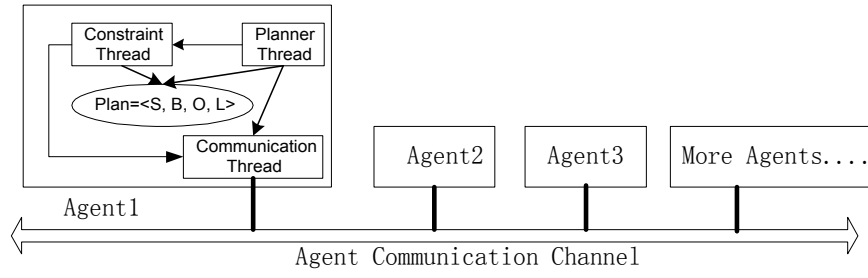 Constraint
Thread
Planner
Thread
Plan=<S, B, O, L>
Communication
Thread
Agent1
Agent2
Agent3
More Agents....
Agent Communication Channel